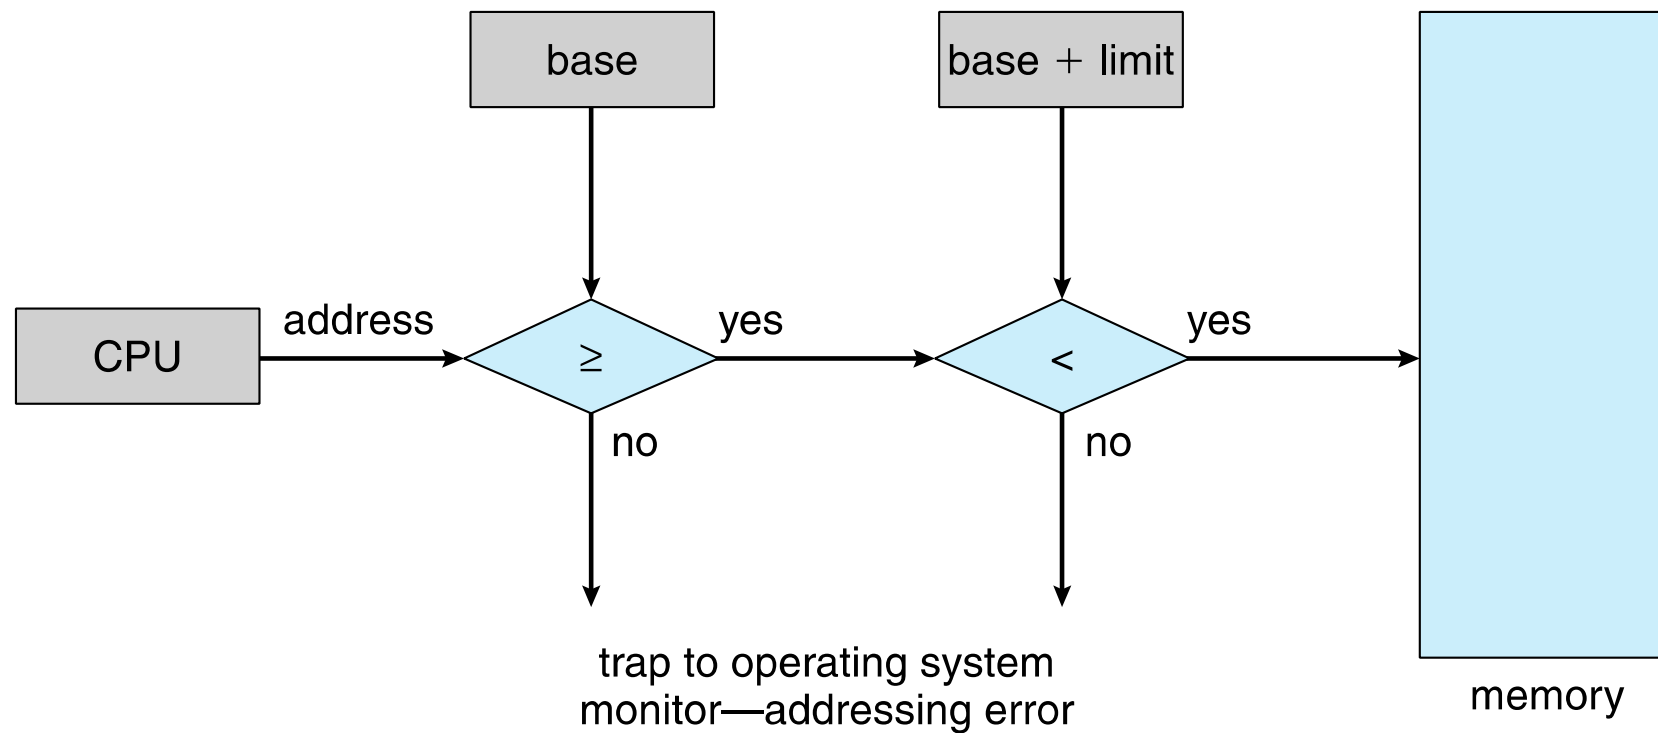 base
base + limit
CPU
address
≥
yes
<
yes
no
no
trap to operating system
monitor—addressing error
memory